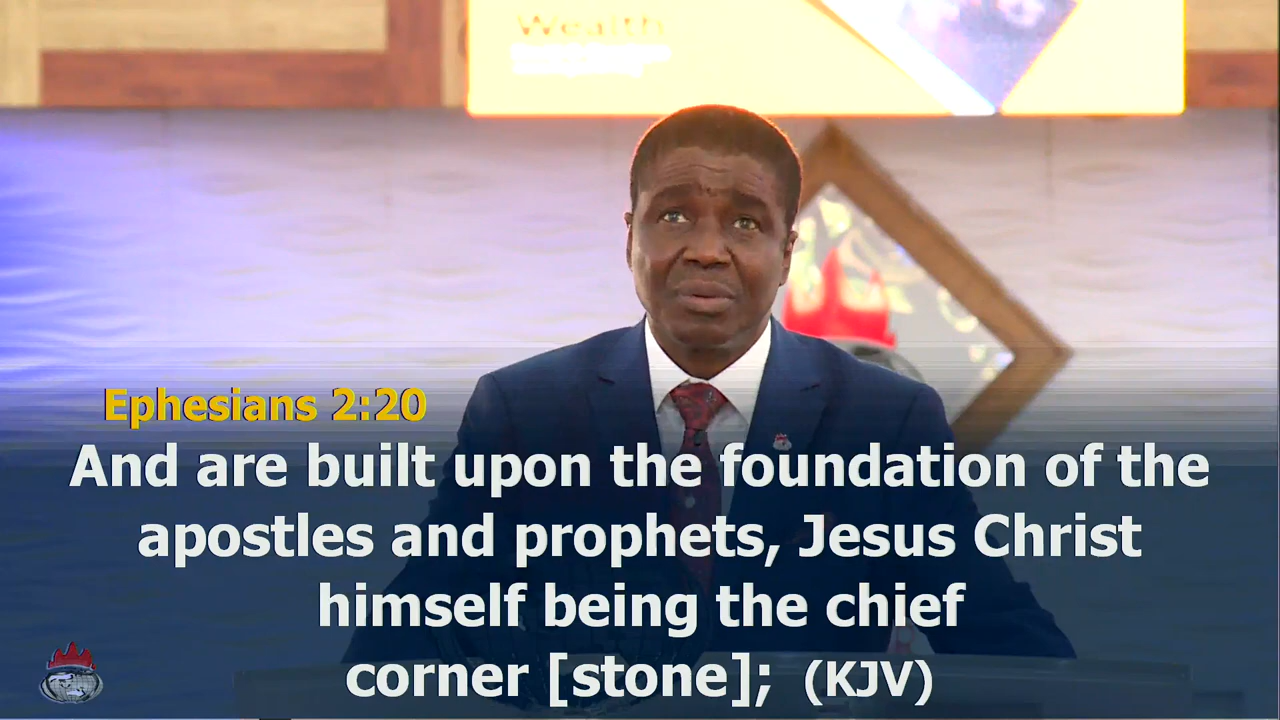 Wealth
Ephesians 2:20
And are built upon the foundation of the
apostles and prophets, Jesus Christ
himself being the chief
corner [stone]; (KJV)